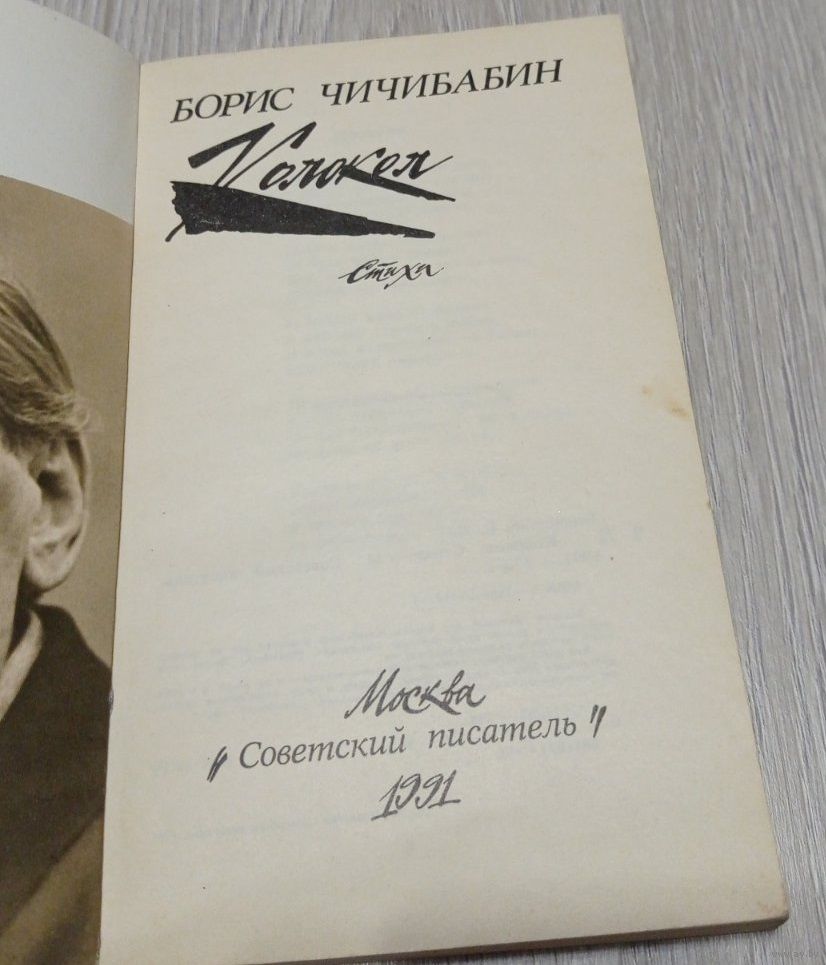 БОРИС ЧИЧИБАБИН
Колокол
Стихи
Москва
"Советский писатель"
1991